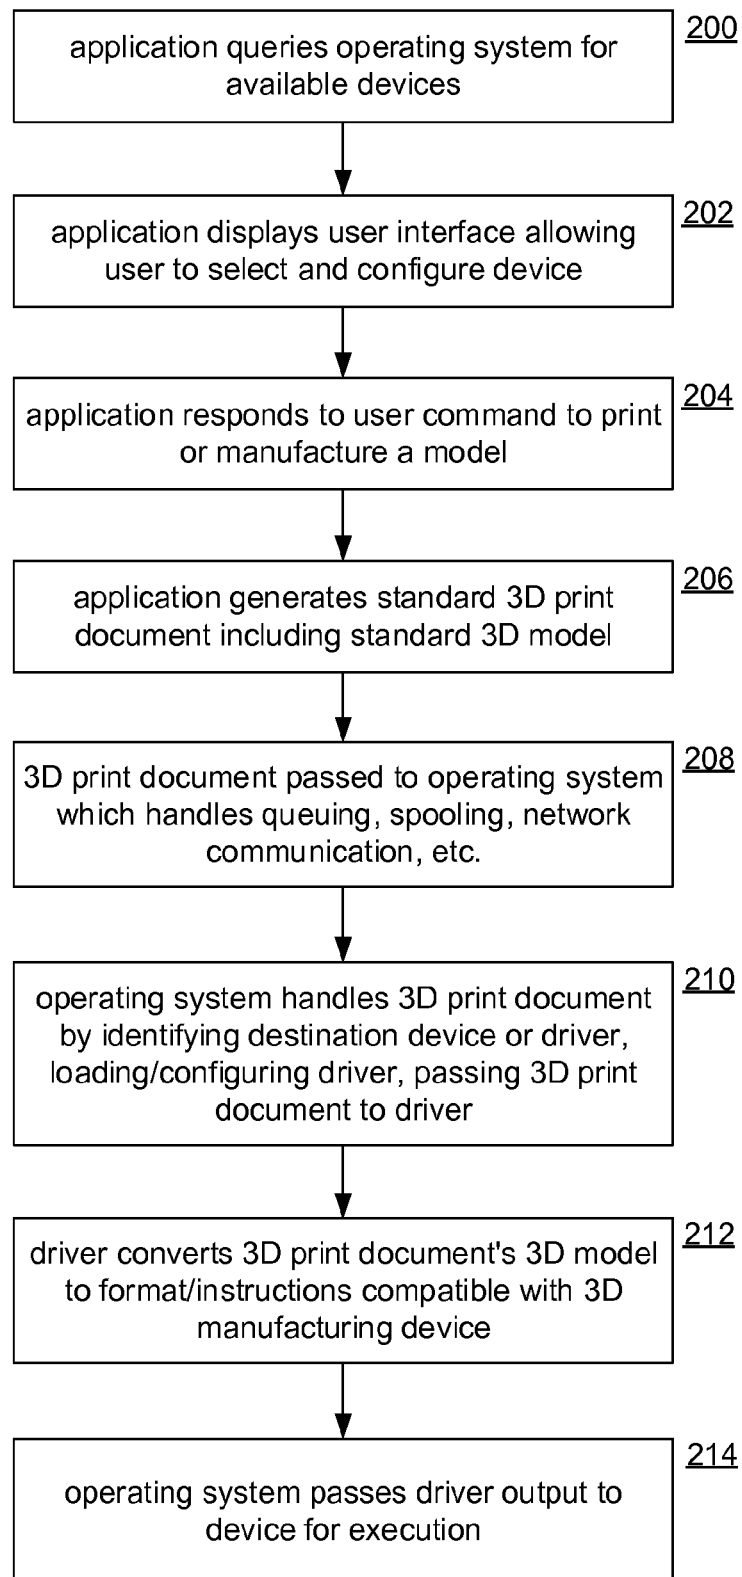 200
application queries operating system for
available devices
202
application displays user interface allowing
user to select and configure device
204
application responds to user command to print
or manufacture a model
206
application generates standard 3D print
document including standard 3D model
208
3D print document passed to operating system
which handles queuing, spooling, network
communication, etc.
210
operating system handles 3D print document
by identifying destination device or driver,
loading/configuring driver, passing 3D print
document to driver
212
driver converts 3D print document's 3D model
to format/instructions compatible with 3D
manufacturing device
214
operating system passes driver output to
device for execution